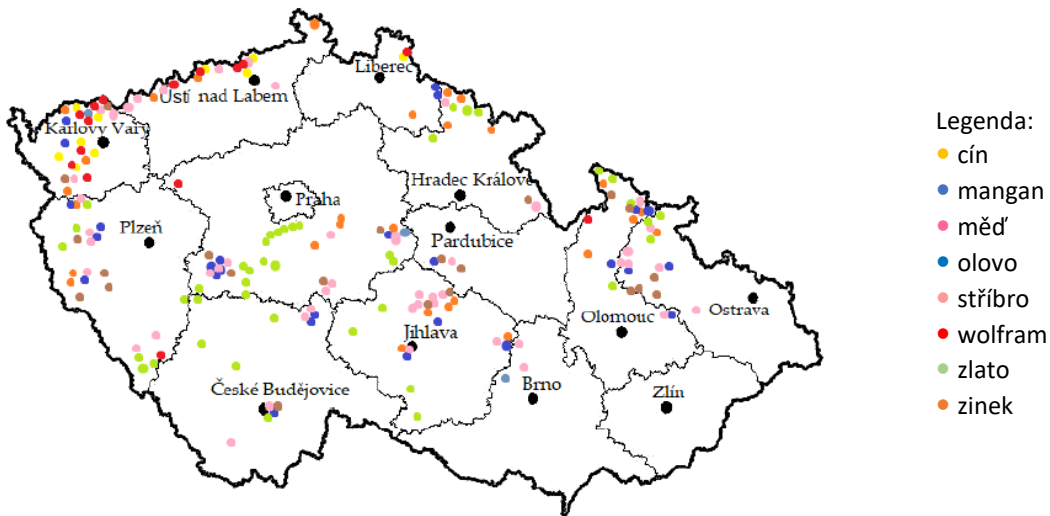 Liberec
Ustí nad Labem
Karlovy Vary
Hradec Králové
Praha
Plzeň
Pardubice
Ostrava
Olomouc
Jihlava
České Budějovice
Brno
Zlín
Legenda:
cín
mangan
měď
olovo
stříbro
wolfram
zlato
zinek